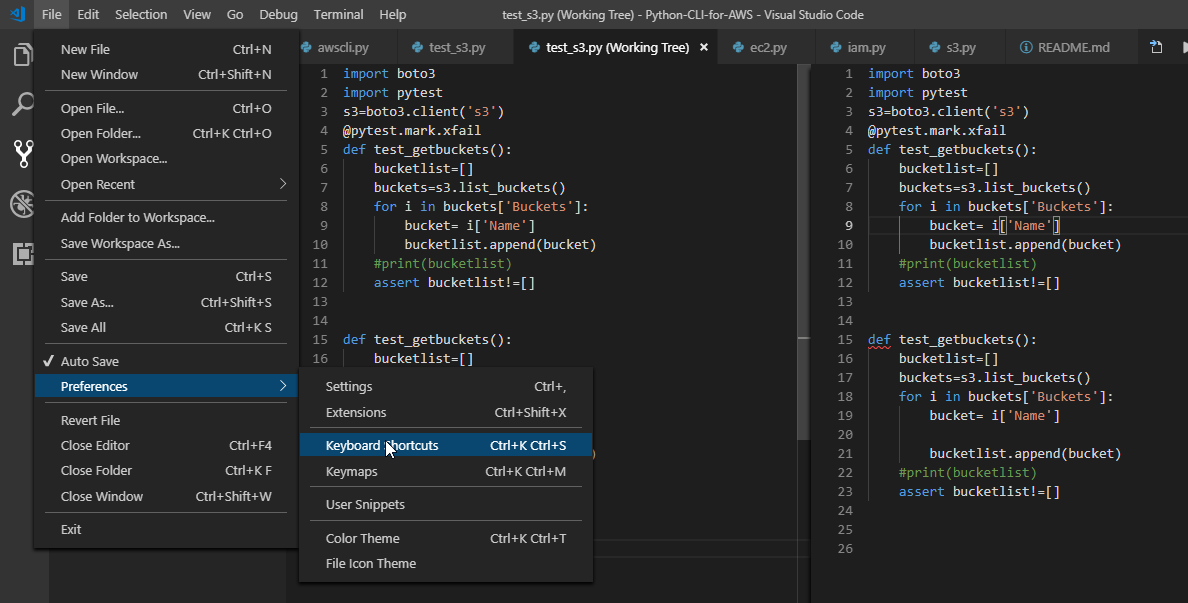 File Edit Selection View Go Debug Terminal Help test_s3.py (Working Tree) - Python-CLI-for-AWS - Visual Studio Code
awscli.py test_s3.py test_s3.py (Working Tree) × ec2.py iam.py s3.py README.md
New File Ctrl+N
New Window Ctrl+Shift+N
Open File... Ctrl+O
Open Folder... Ctrl+K Ctrl+O
Open Workspace...
Open Recent
Add Folder to Workspace...
Save Workspace As...
Save Ctrl+S
Save As... Ctrl+Shift+S
Save All Ctrl+K S
✓ Auto Save
Preferences
Revert File
Close Editor Ctrl+F4
Close Folder Ctrl+K F
Close Window Ctrl+Shift+W
Exit
Settings Ctrl+,
Extensions Ctrl+Shift+X
Keyboard Shortcuts Ctrl+K Ctrl+S
Keymaps Ctrl+K Ctrl+M
User Snippets
Color Theme Ctrl+K Ctrl+T
File Icon Theme
1 import boto3
2 import pytest
3 s3=boto3.client('s3')
4 @pytest.mark.xfail
5 def test_getbuckets():
6 bucketlist=[]
7 buckets=s3.list_buckets()
8 for i in buckets['Buckets']:
9 bucket= i['Name']
10 bucketlist.append(bucket)
11 #print(bucketlist)
12 assert bucketlist!=[]
13
14
15 def test_getbuckets():
16 bucketlist=[]
)
1 import boto3
2 import pytest
3 s3=boto3.client('s3')
4 @pytest.mark.xfail
5 def test_getbuckets():
6 bucketlist=[]
7 buckets=s3.list_buckets()
8 for i in buckets['Buckets']:
9 bucket= i['Name']
10 bucketlist.append(bucket)
11 #print(bucketlist)
12 assert bucketlist!=[]
13
14
15 def test_getbuckets():
16 bucketlist=[]
17 buckets=s3.list_buckets()
18 for i in buckets['Buckets']:
19 bucket= i['Name']
20
21 bucketlist.append(bucket)
22 #print(bucketlist)
23 assert bucketlist!=[]
24
25
26